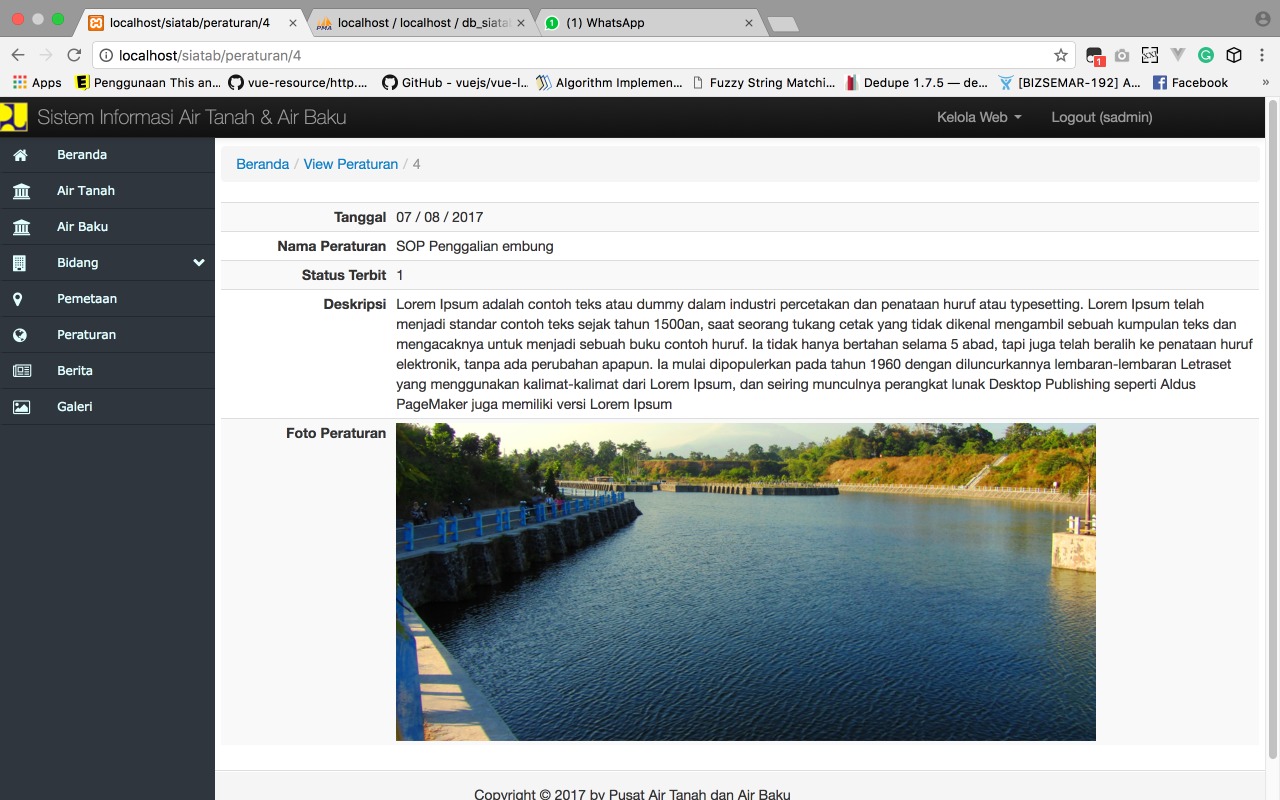 localhost/siatab/peraturan/4
localhost / localhost / db_siatab
(1) WhatsApp
localhost/siatab/peraturan/4
1
Apps
Penggunaan This an...
vue-resource/http....
GitHub - vuejs/vue-l...
Algorithm Implemen...
Fuzzy String Matchi...
Dedupe 1.7.5 — de...
[BIZSEMAR-192] A...
Facebook
»
Sistem Informasi Air Tanah & Air Baku
Kelola Web
Logout (sadmin)
Beranda
Air Tanah
Air Baku
Bidang
Pemetaan
Peraturan
Berita
Galeri
Beranda / View Peraturan / 4
Tanggal 07 / 08 / 2017
Nama Peraturan SOP Penggalian embung
Status Terbit 1
Deskripsi Lorem Ipsum adalah contoh teks atau dummy dalam industri percetakan dan penataan huruf atau typesetting. Lorem Ipsum telah
menjadi standar contoh teks sejak tahun 1500an, saat seorang tukang cetak yang tidak dikenal mengambil sebuah kumpulan teks dan
mengacaknya untuk menjadi sebuah buku contoh huruf. Ia tidak hanya bertahan selama 5 abad, tapi juga telah beralih ke penataan huruf
elektronik, tanpa ada perubahan apapun. Ia mulai dipopulerkan pada tahun 1960 dengan diluncurkannya lembaran-lembaran Letraset
yang menggunakan kalimat-kalimat dari Lorem Ipsum, dan seiring munculnya perangkat lunak Desktop Publishing seperti Aldus
PageMaker juga memiliki versi Lorem Ipsum
Foto Peraturan
Copyright © 2017 by Pusat Air Tanah dan Air Baku